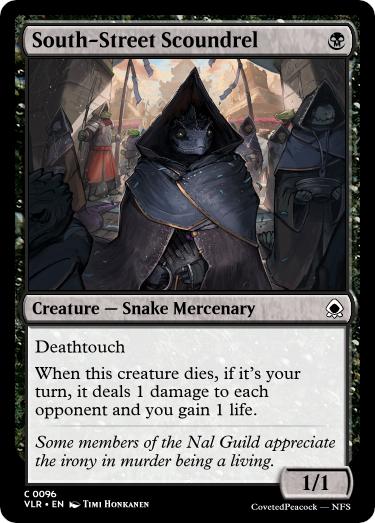 South-Street Scoundrel
Creature — Snake Mercenary
Deathtouch
When this creature dies, if it's your
turn, it deals 1 damage to each
opponent and you gain 1 life.
Some members of the Nal Guild appreciate
the irony in murder being a living.
1/1
C 0096
VLR • EN Timi Honkanen
CovetedPeacock — NFS